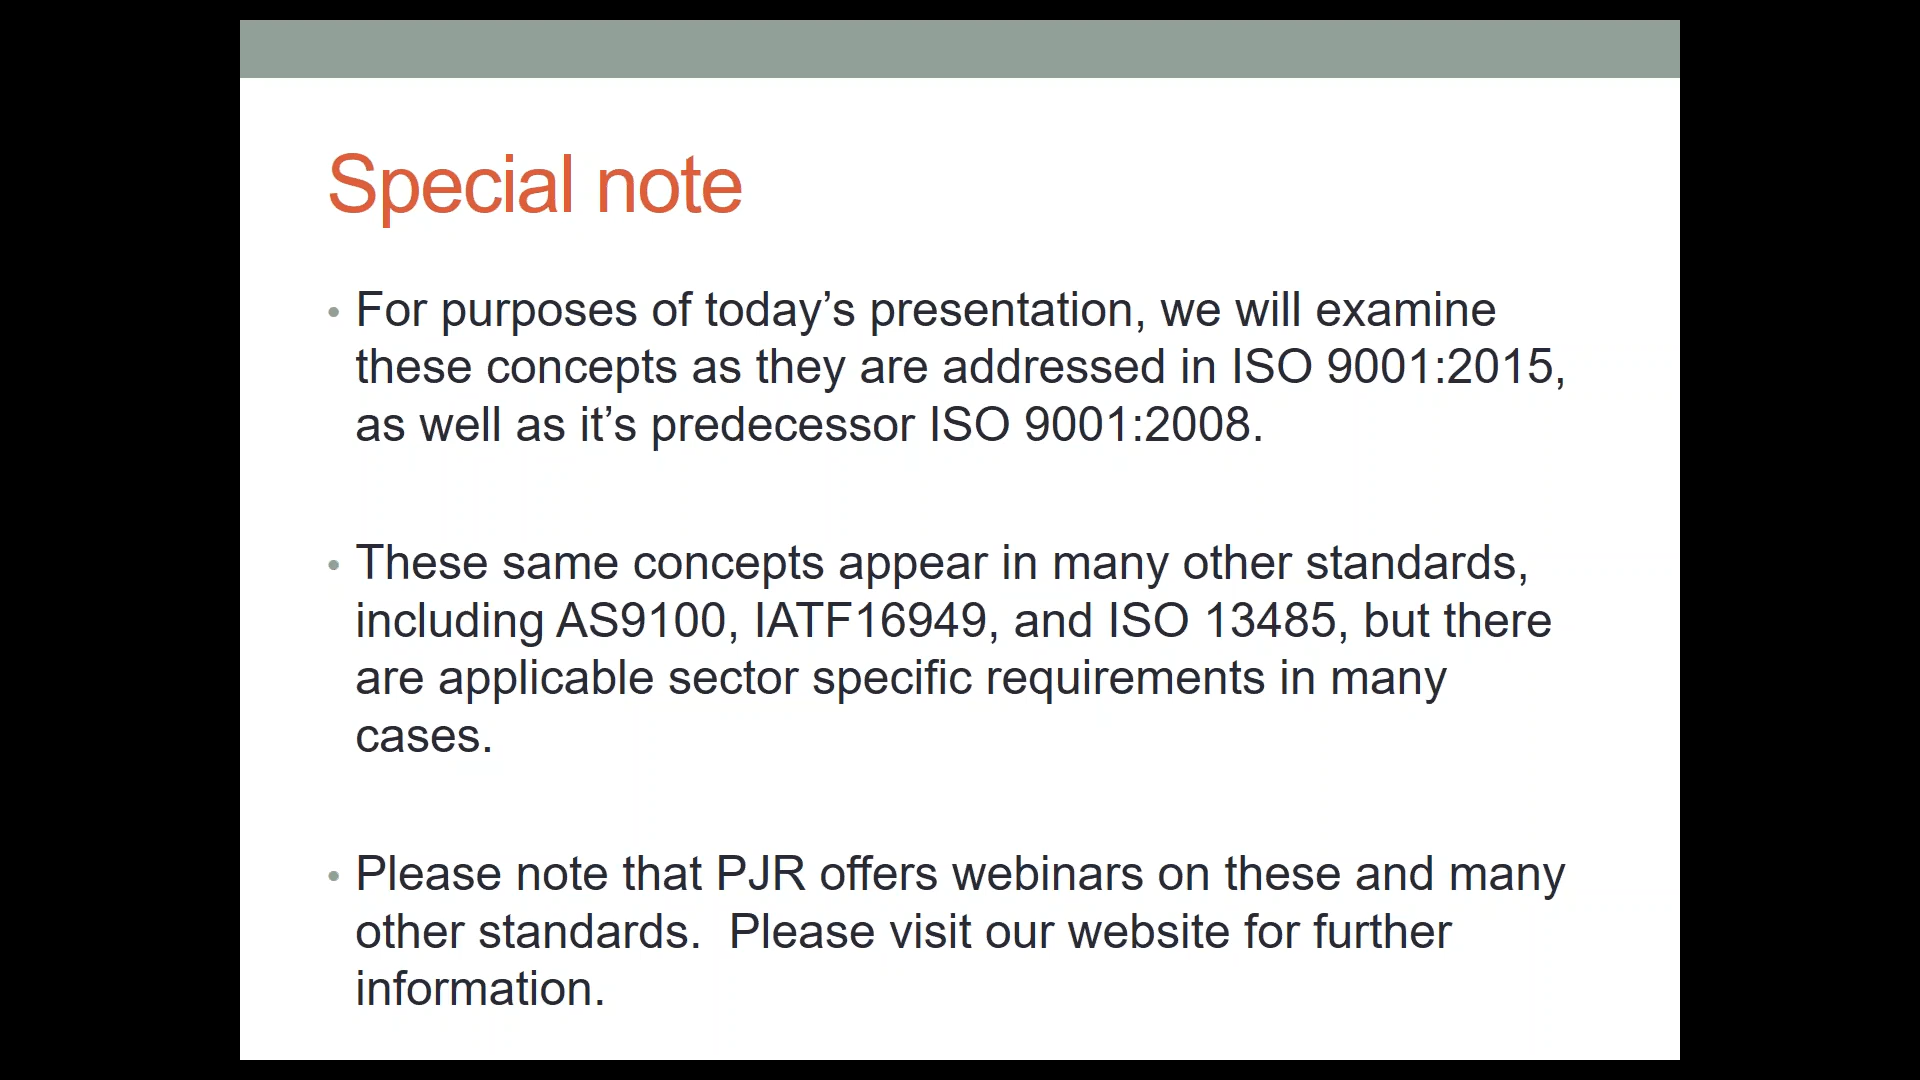 Special note
• For purposes of today’s presentation, we will examine
these concepts as they are addressed in ISO 9001:2015,
as well as it’s predecessor ISO 9001:2008.
• These same concepts appear in many other standards,
including AS9100, IATF16949, and ISO 13485, but there
are applicable sector specific requirements in many
cases.
• Please note that PJR offers webinars on these and many
other standards.  Please visit our website for further
information.